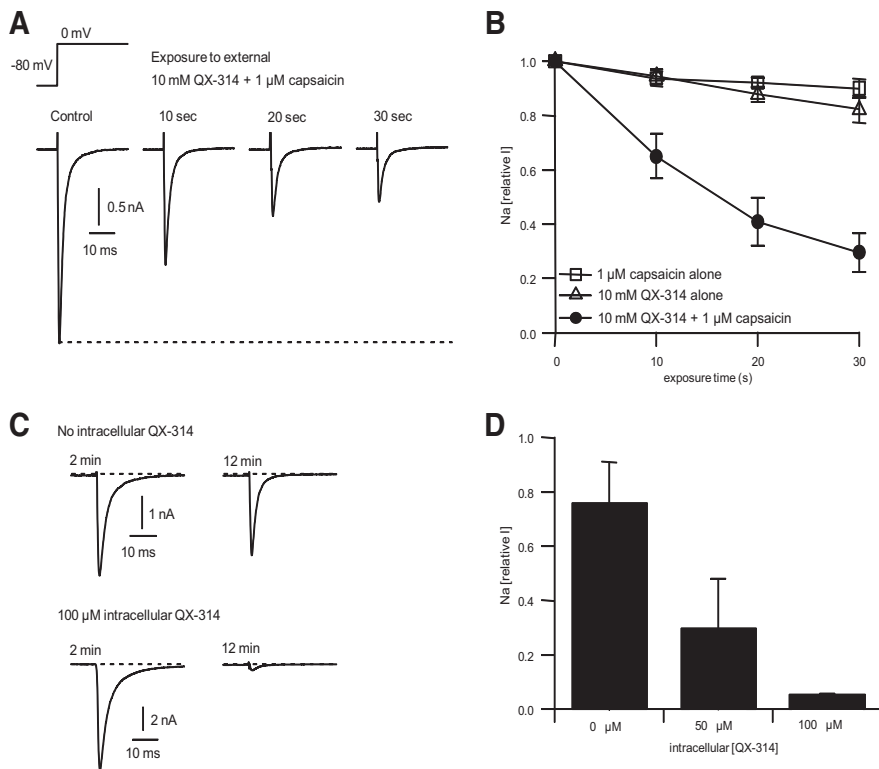 A
0 mV
-80 mV
Exposure to external
10 mM QX-314 + 1 µM capsaicin
Control
10 sec
20 sec
30 sec
0.5 nA
10 ms
B
Na [relative I]
1.0
0.8
0.6
0.4
0.2
0.0
1 µM capsaicin alone
10 mM QX-314 alone
10 mM QX-314 + 1 µM capsaicin
0
10
20
30
exposure time (s)
C
No intracellular QX-314
2 min
12 min
1 nA
10 ms
100 µM intracellular QX-314
2 min
12 min
2 nA
10 ms
D
Na [relative I]
1.0
0.8
0.6
0.4
0.2
0.0
0 µM
50 µM
100 µM
intracellular [QX-314]